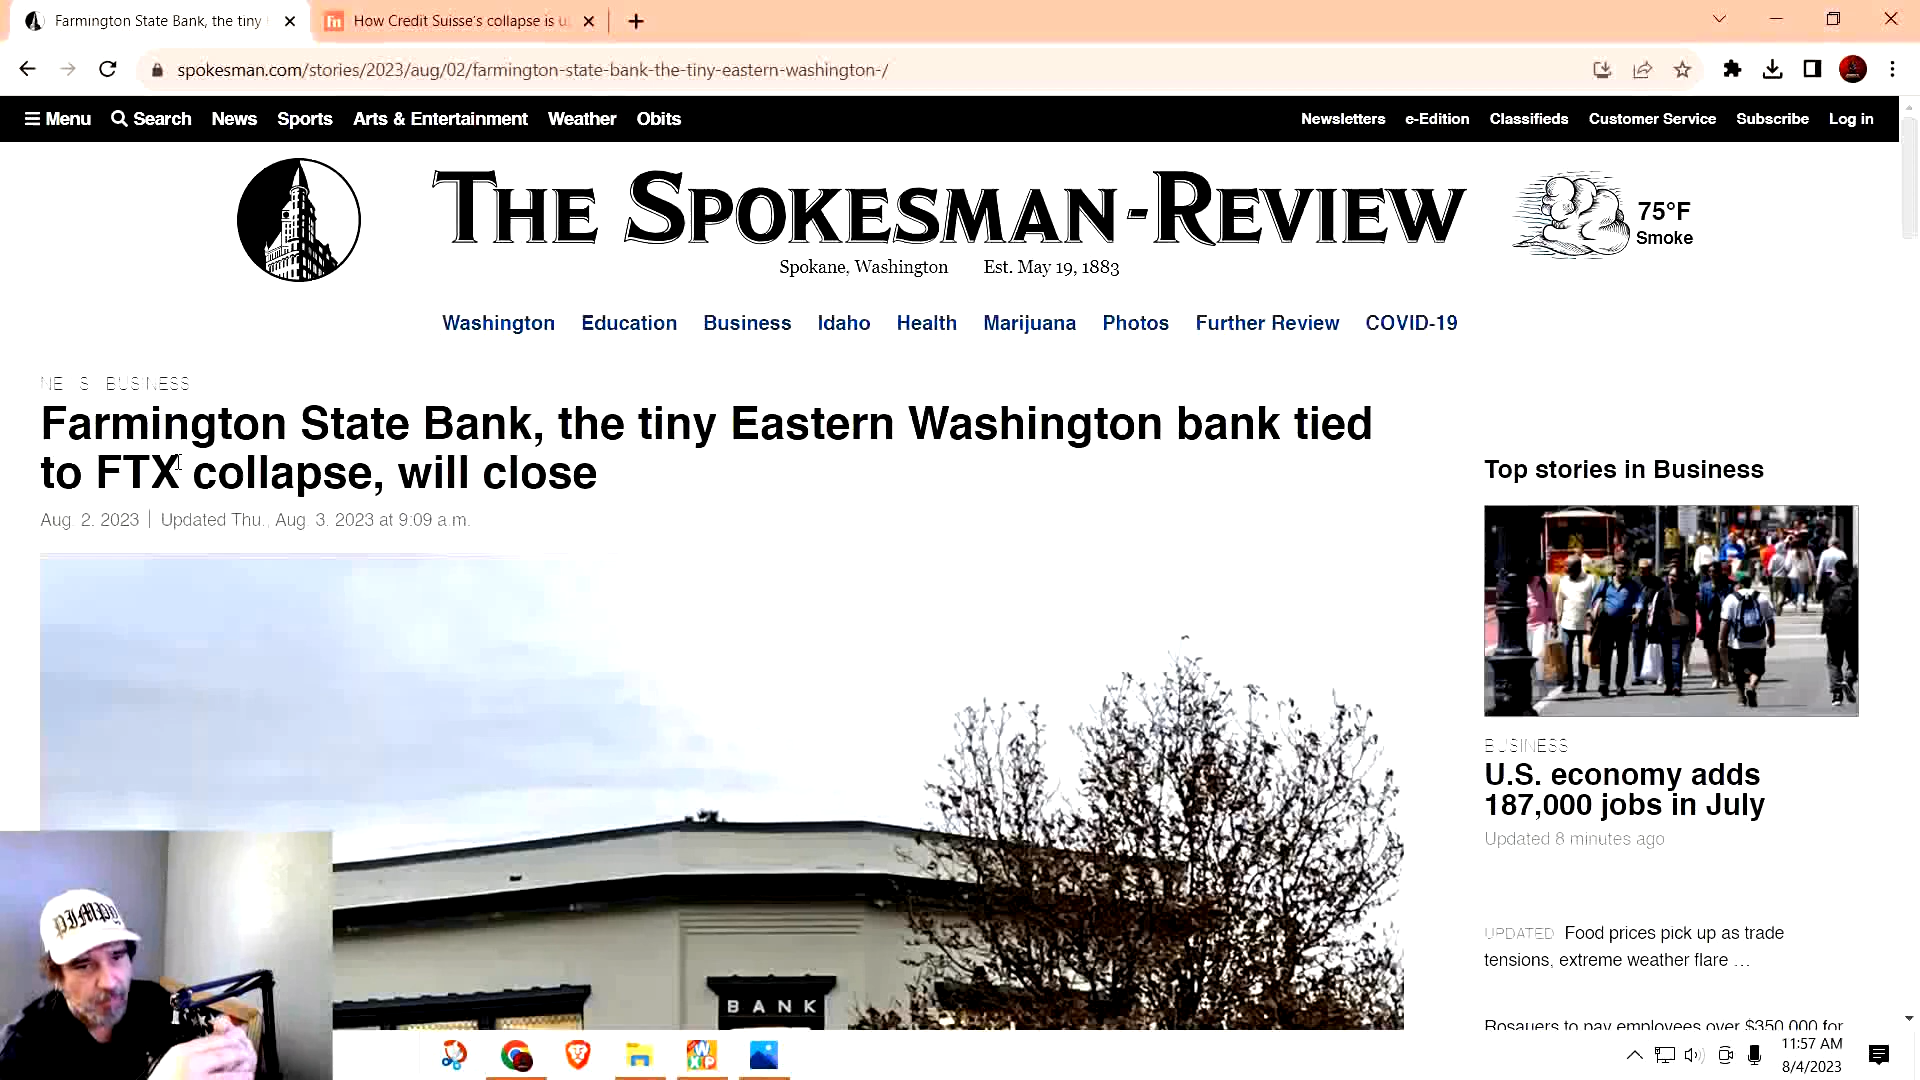 Farmington State Bank, the tiny
How Credit Suisse's collapse is u
spokesman.com/stories/2023/aug/02/farmington-state-bank-the-tiny-eastern-washington-/
Menu Search News Sports Arts & Entertainment Weather Obits
Newsletters e-Edition Classifieds Customer Service Subscribe Log in
THE SPOKESMAN-REVIEW
Spokane, Washington Est. May 19, 1883
75°F
Smoke
Washington Education Business Idaho Health Marijuana Photos Further Review COVID-19
NE S BUSINESS
Farmington State Bank, the tiny Eastern Washington bank tied
to FTX collapse, will close
Aug. 2, 2023 | Updated Thu., Aug. 3, 2023 at 9:09 a.m.
BANK
PIMPY
Top stories in Business
BUSINESS
U.S. economy adds
187,000 jobs in July
Updated 8 minutes ago
UPDATED Food prices pick up as trade
tensions, extreme weather flare …
Rosauers to pay employees over $350,000 for
11:57 AM
8/4/2023